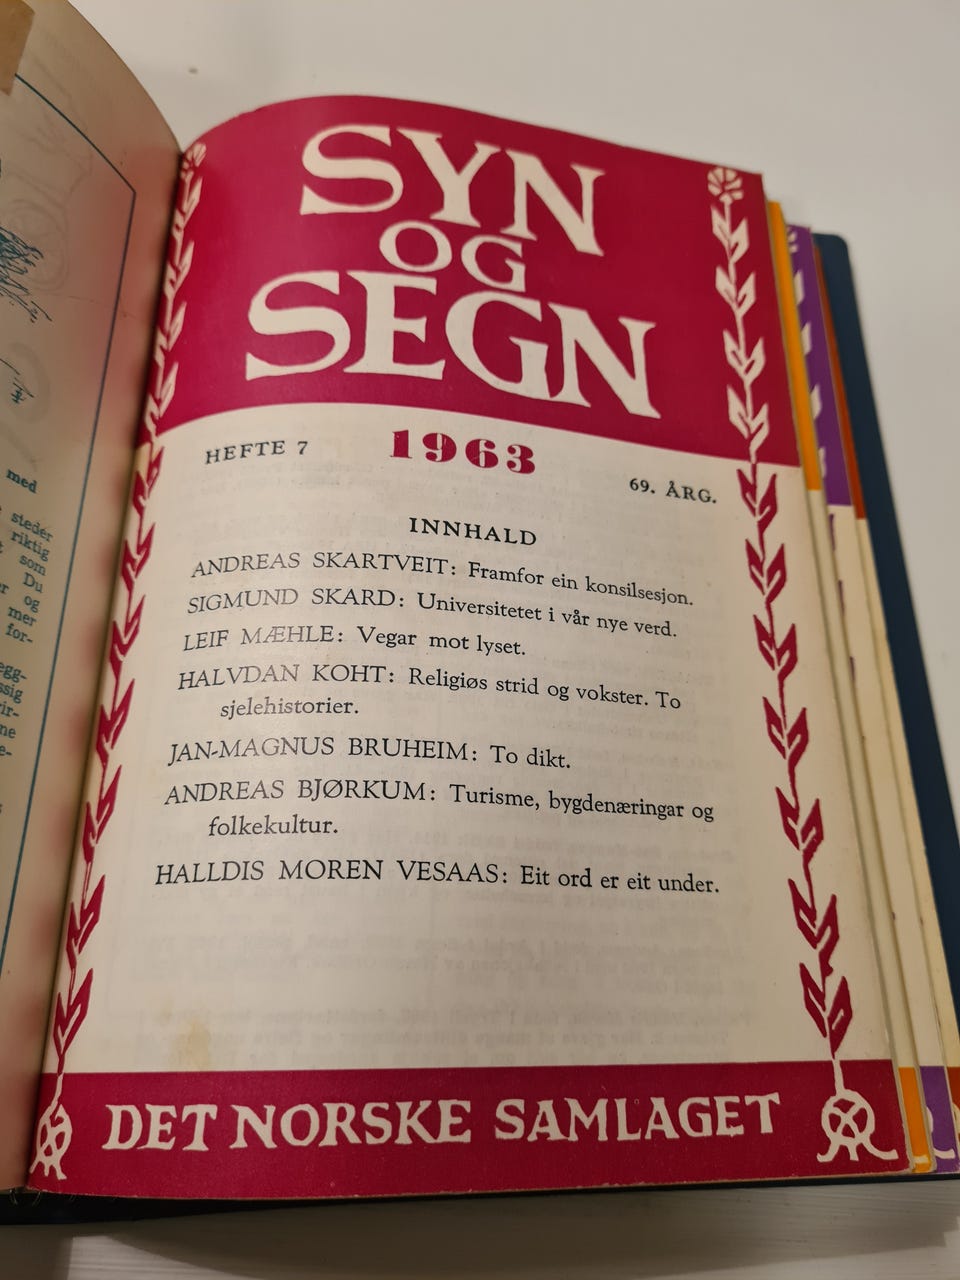 med
steder
riktig
som
Du
og
mer
for-
SYN
OG
SEGN
HEFTE 7
1963
69. ÅRG.
INNHALD
ANDREAS SKARTVEIT: Framfor ein konsilsesjon.
SIGMUND SKARD: Universitetet i vår nye verd.
LEIF MÆHLE: Vegar mot lyset.
HALVDAN KOHT: Religiøs strid og vokster. To
sjelehistorier.
JAN-MAGNUS BRUHEIM: To dikt.
ANDREAS BJØRKUM: Turisme, bygdenæringar og
folkekultur.
HALLDIS MOREN VESAAS: Eit ord er eit under.
DET NORSKE SAMLAGET